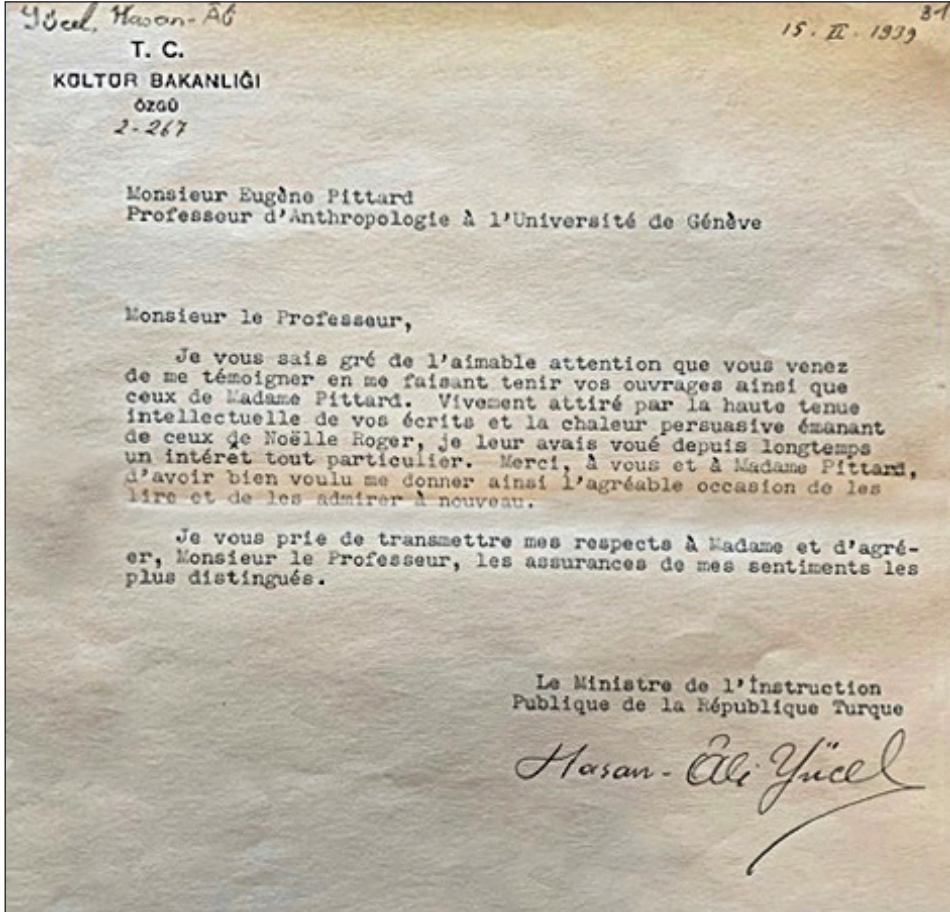 Yücel, Hasan-Âli
15. II. 1939
T. C.
KÜLTÜR BAKANLIĞI
ÖZGÜ
2-267
Monsieur Eugène Pittard
Professeur d'Anthropologie à l'Université de Génève
Monsieur le Professeur,
Je vous sais gré de l'aimable attention que vous venez
de me témoigner en me faisant tenir vos ouvrages ainsi que
ceux de Madame Pittard. Vivement attiré par la haute tenue
intellectuelle de vos écrits et la chaleur persuasive émanant
de ceux de Noëlle Roger, je leur avais voué depuis longtemps
un intérêt tout particulier. Merci, à vous et à Madame Pittard,
d'avoir bien voulu me donner ainsi l'agréable occasion de les
lire et de les admirer à nouveau.
Je vous prie de transmettre mes respects à Madame et d'agré-
er, Monsieur le Professeur, les assurances de mes sentiments les
plus distingués.
Le Ministre de l'İnstruction
Publique de la République Turque
Hasan-Âli Yücel